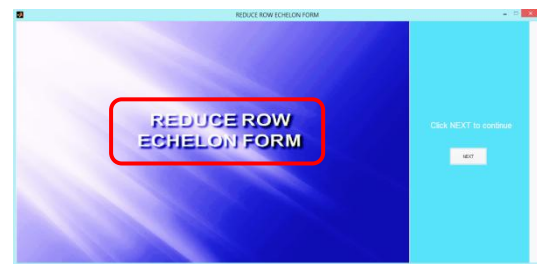 REDUCE ROW ECHELON FORM
REDUCE ROW
ECHELON FORM
Click NEXT to continue
NEXT